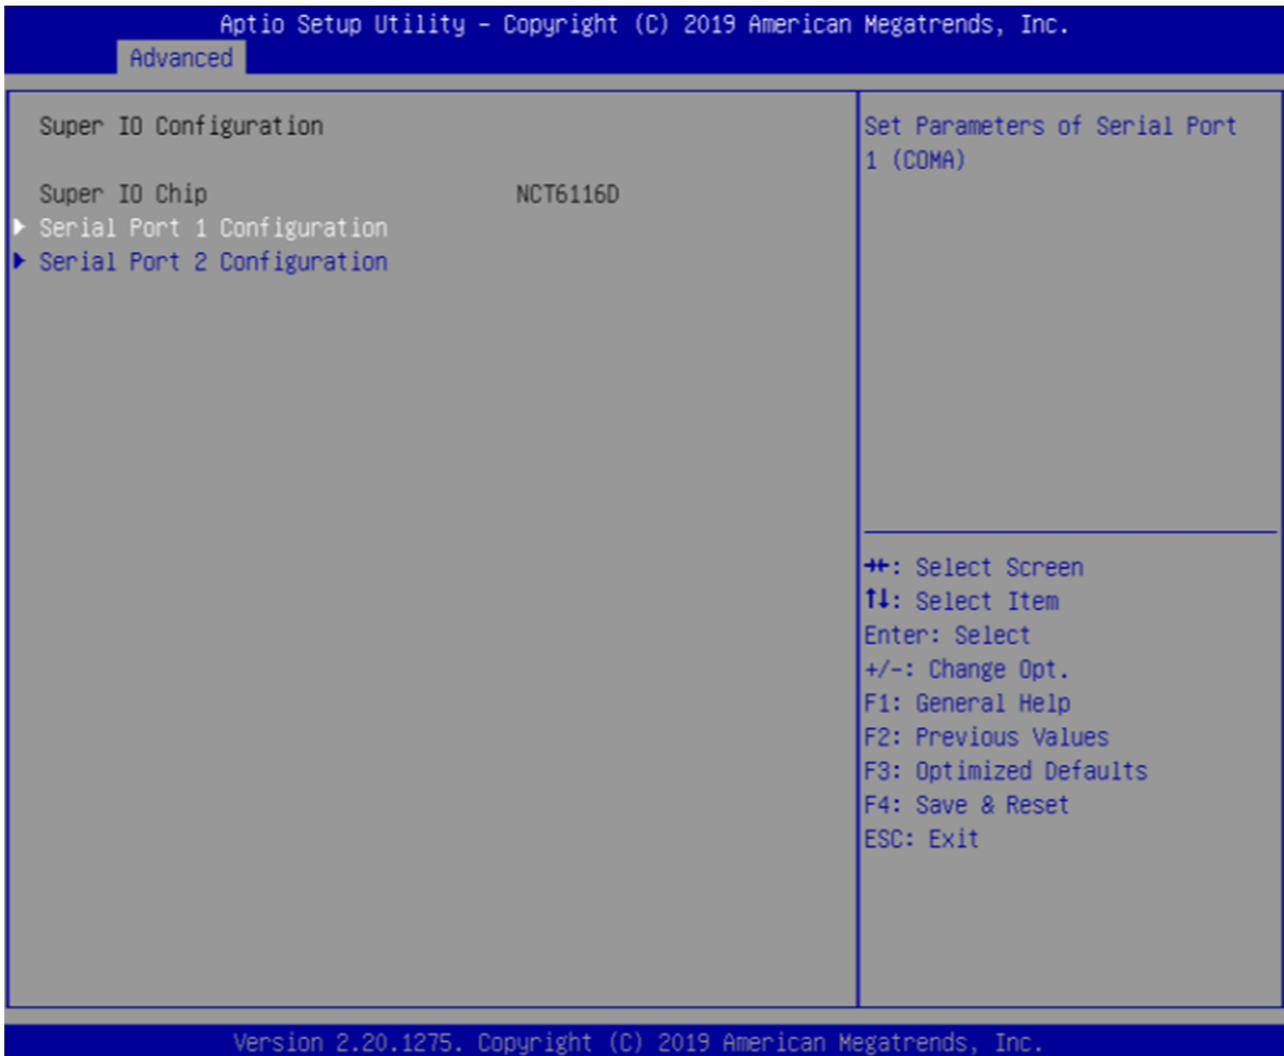 Aptio Setup Utility – Copyright (C) 2019 American Megatrends, Inc.
Advanced
Super IO Configuration
Super IO Chip NCT6116D
Serial Port 1 Configuration
Serial Port 2 Configuration
Set Parameters of Serial Port
1 (COMA)
→←: Select Screen
↑↓: Select Item
Enter: Select
+/-: Change Opt.
F1: General Help
F2: Previous Values
F3: Optimized Defaults
F4: Save & Reset
ESC: Exit
Version 2.20.1275. Copyright (C) 2019 American Megatrends, Inc.